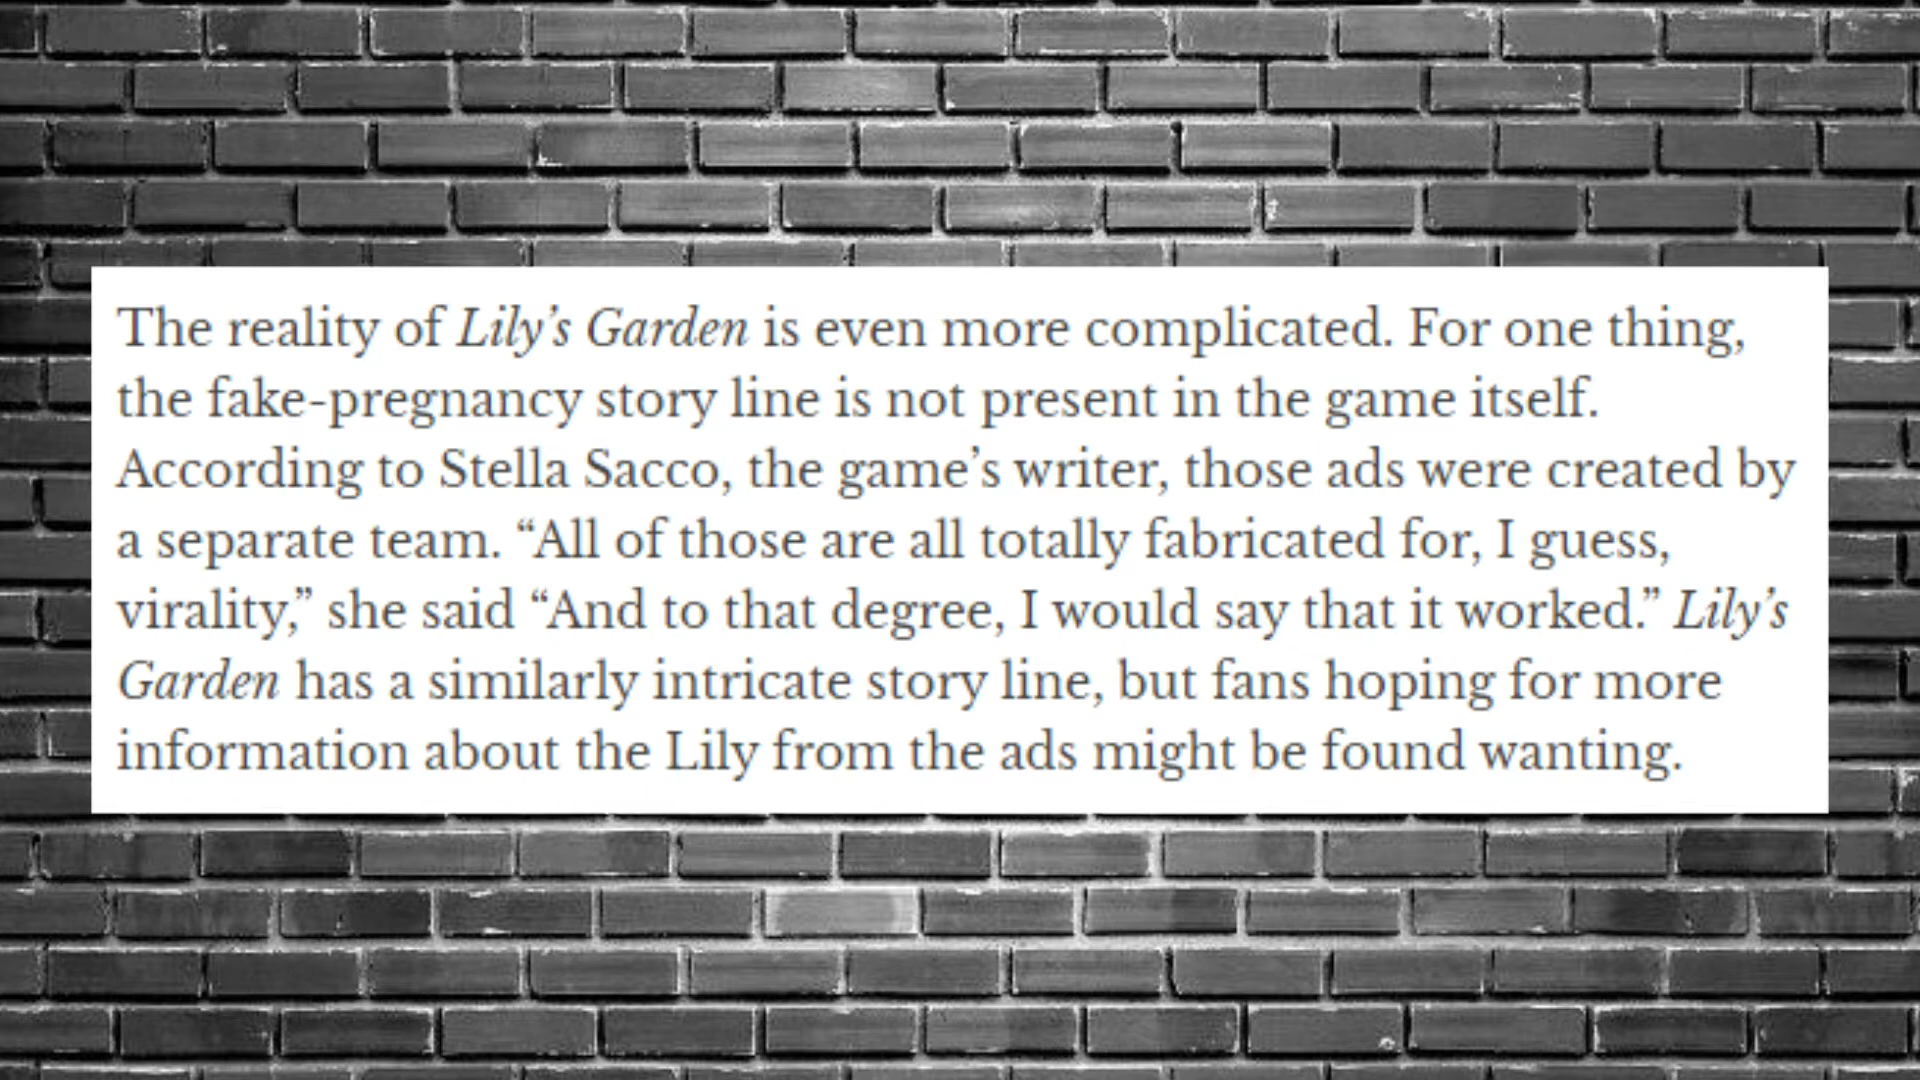 The reality of Lily’s Garden is even more complicated. For one thing,
the fake-pregnancy story line is not present in the game itself.
According to Stella Sacco, the game’s writer, those ads were created by
a separate team. “All of those are all totally fabricated for, I guess,
virality,” she said “And to that degree, I would say that it worked.” Lily’s
Garden has a similarly intricate story line, but fans hoping for more
information about the Lily from the ads might be found wanting.